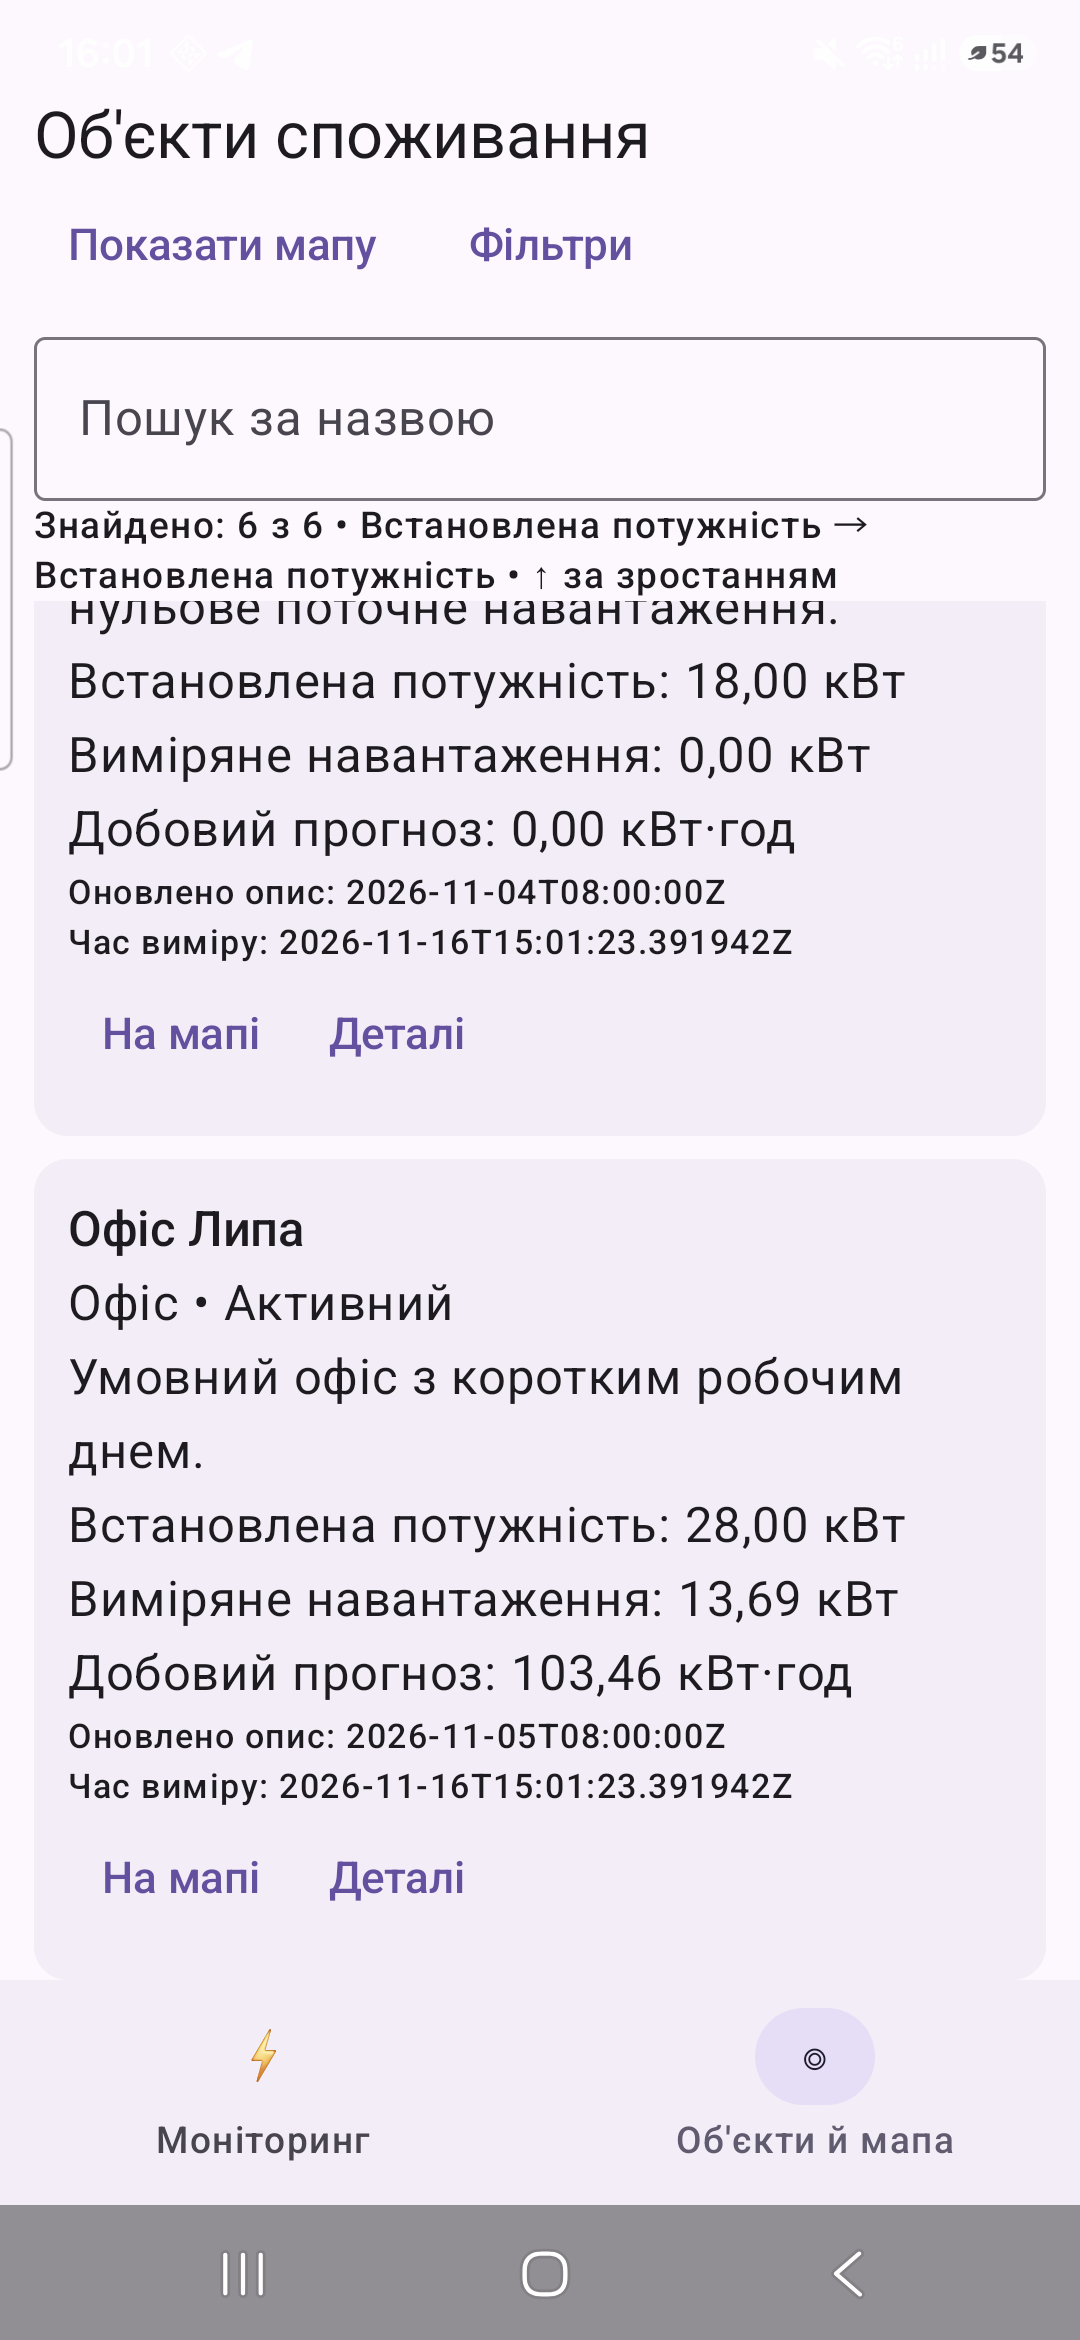 16:01
54
Об'єкти споживання
Показати мапу Фільтри
Пошук за назвою
Знайдено: 6 з 6 • Встановлена потужність →
Встановлена потужність • ↑ за зростанням
нульове поточне навантаження.
Встановлена потужність: 18,00 кВт
Виміряне навантаження: 0,00 кВт
Добовий прогноз: 0,00 кВт·год
Оновлено опис: 2026-11-04T08:00:00Z
Час виміру: 2026-11-16T15:01:23.391942Z
На мапі Деталі
Офіс Липа
Офіс • Активний
Умовний офіс з коротким робочим
днем.
Встановлена потужність: 28,00 кВт
Виміряне навантаження: 13,69 кВт
Добовий прогноз: 103,46 кВт·год
Оновлено опис: 2026-11-05T08:00:00Z
Час виміру: 2026-11-16T15:01:23.391942Z
На мапі Деталі
Моніторинг Об'єкти й мапа